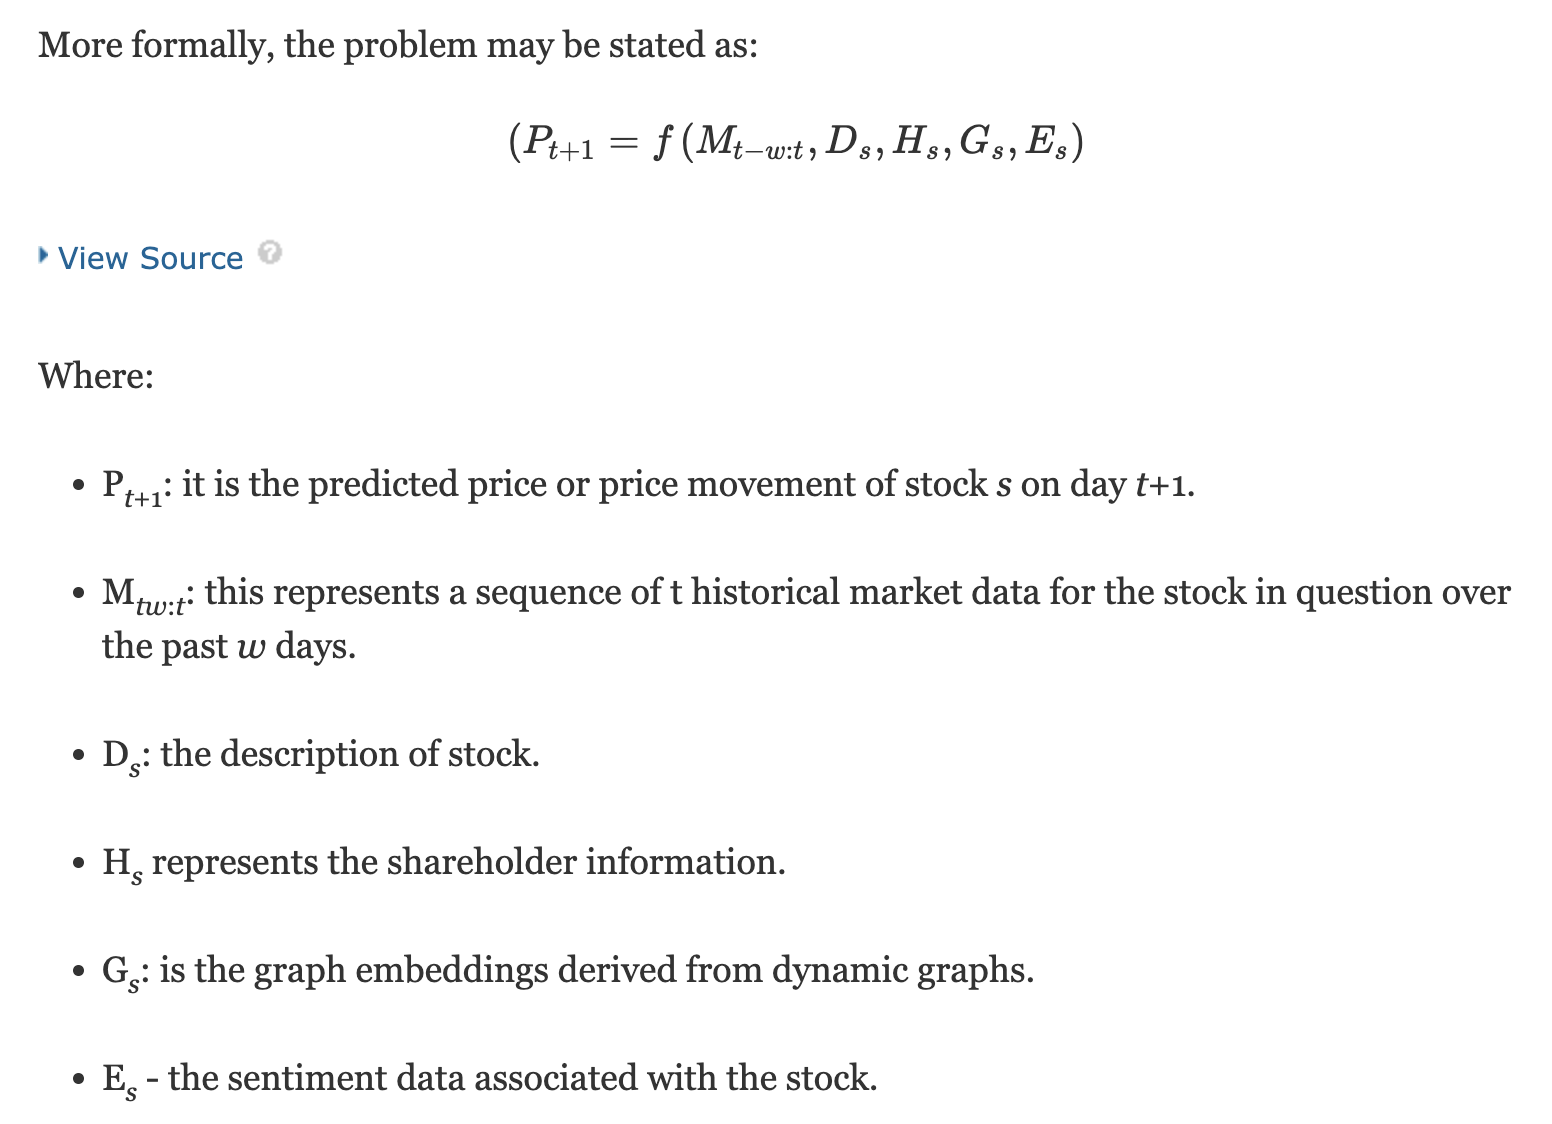 More formally, the problem may be stated as:
(P_{t+1} = f (M_{t−w:t}, D_s, H_s, G_s, E_s)
View Source ?
Where:
• P_{t+1}: it is the predicted price or price movement of stock s on day t+1.
• M_{tw:t}: this represents a sequence of t historical market data for the stock in question over
the past w days.
• D_s: the description of stock.
• H_s represents the shareholder information.
• G_s: is the graph embeddings derived from dynamic graphs.
• E_s - the sentiment data associated with the stock.